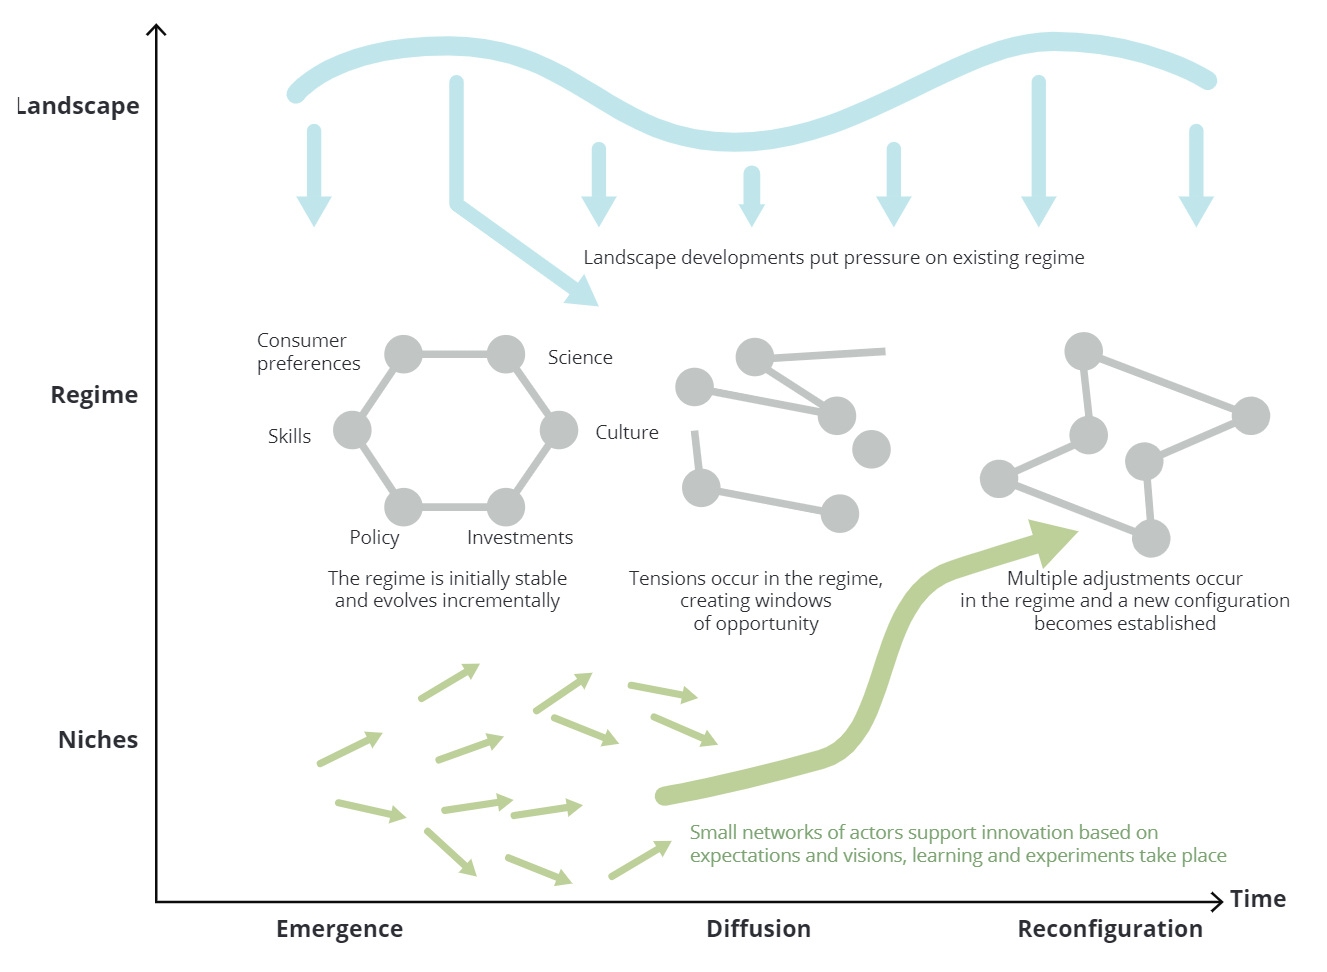 Landscape
Landscape developments put pressure on existing regime
Regime
Consumer
preferences
Science
Skills
Culture
Policy
Investments
The regime is initially stable
and evolves incrementally
Tensions occur in the regime,
creating windows
of opportunity
Multiple adjustments occur
in the regime and a new configuration
becomes established
Niches
Small networks of actors support innovation based on
expectations and visions, learning and experiments take place
Time
Emergence
Diffusion
Reconfiguration